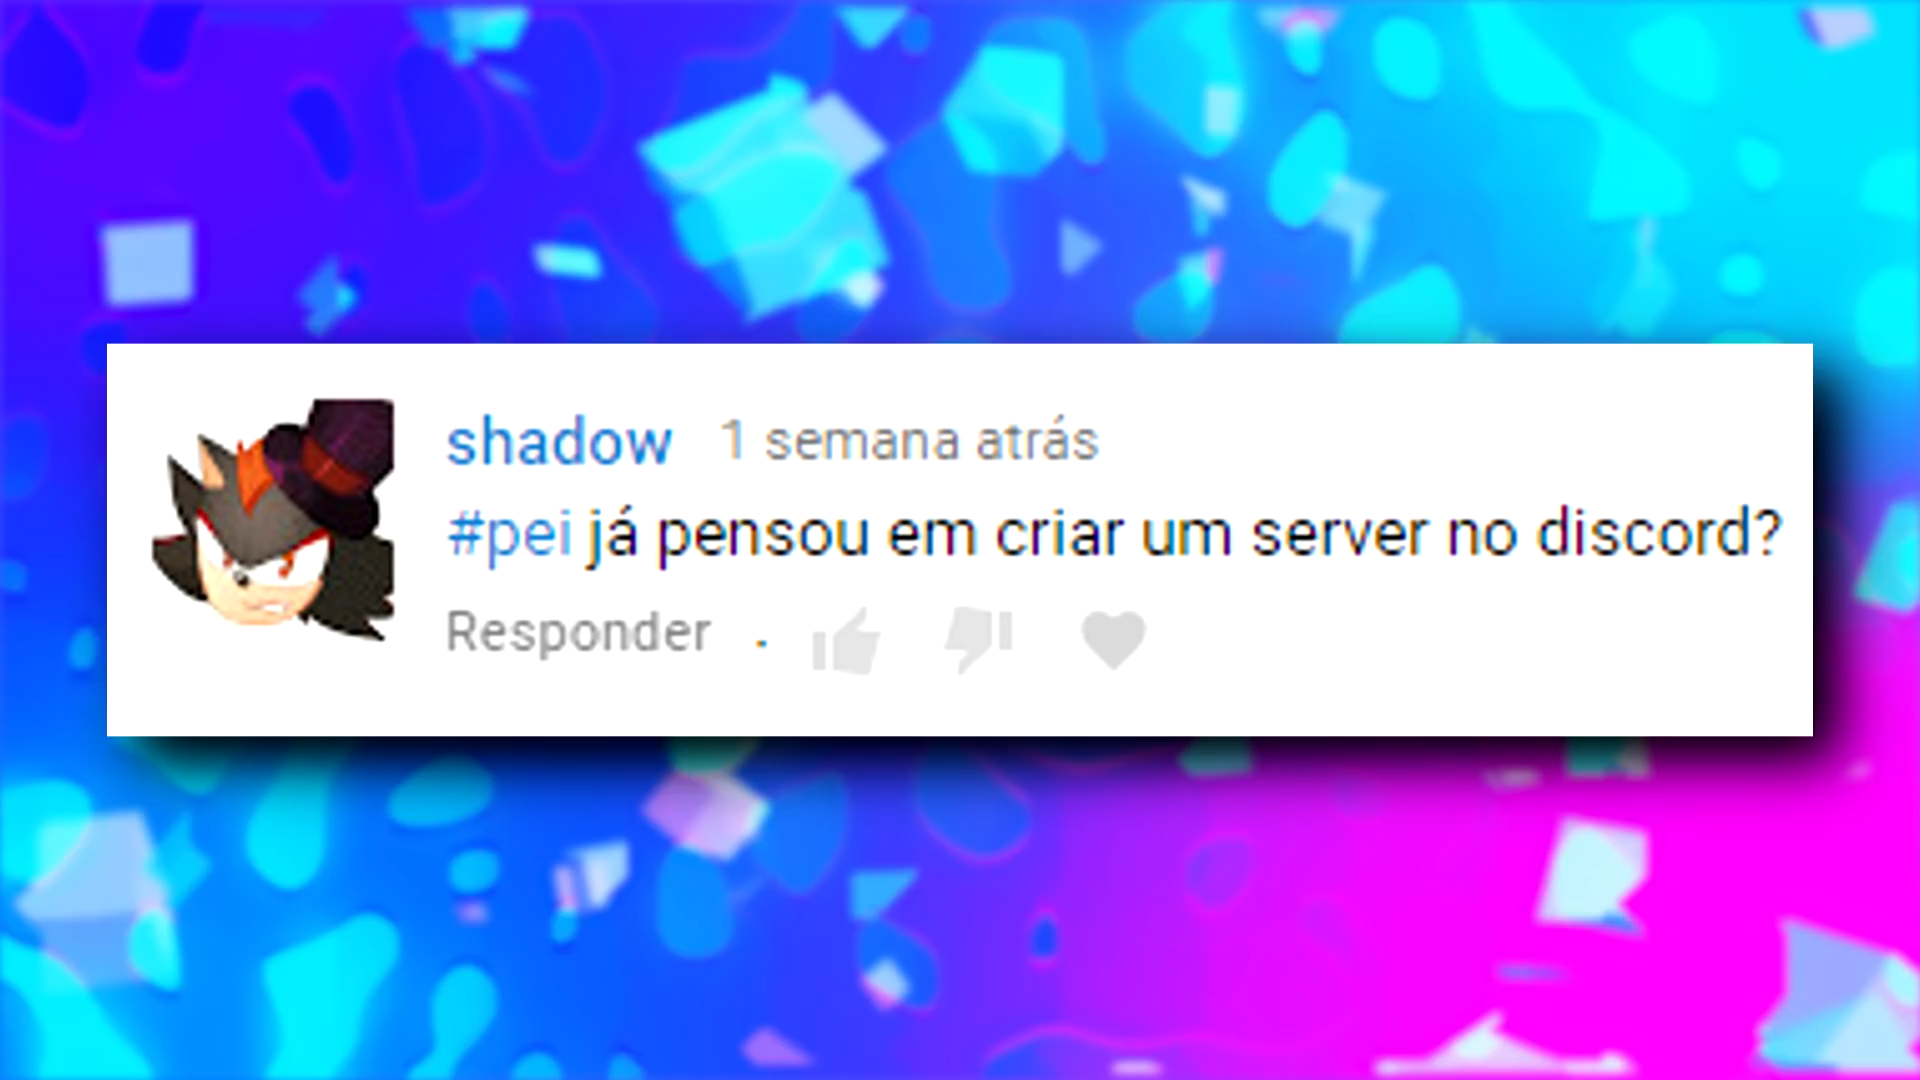 shadow 1 semana atrás
#pei já pensou em criar um server no discord?
Responder .